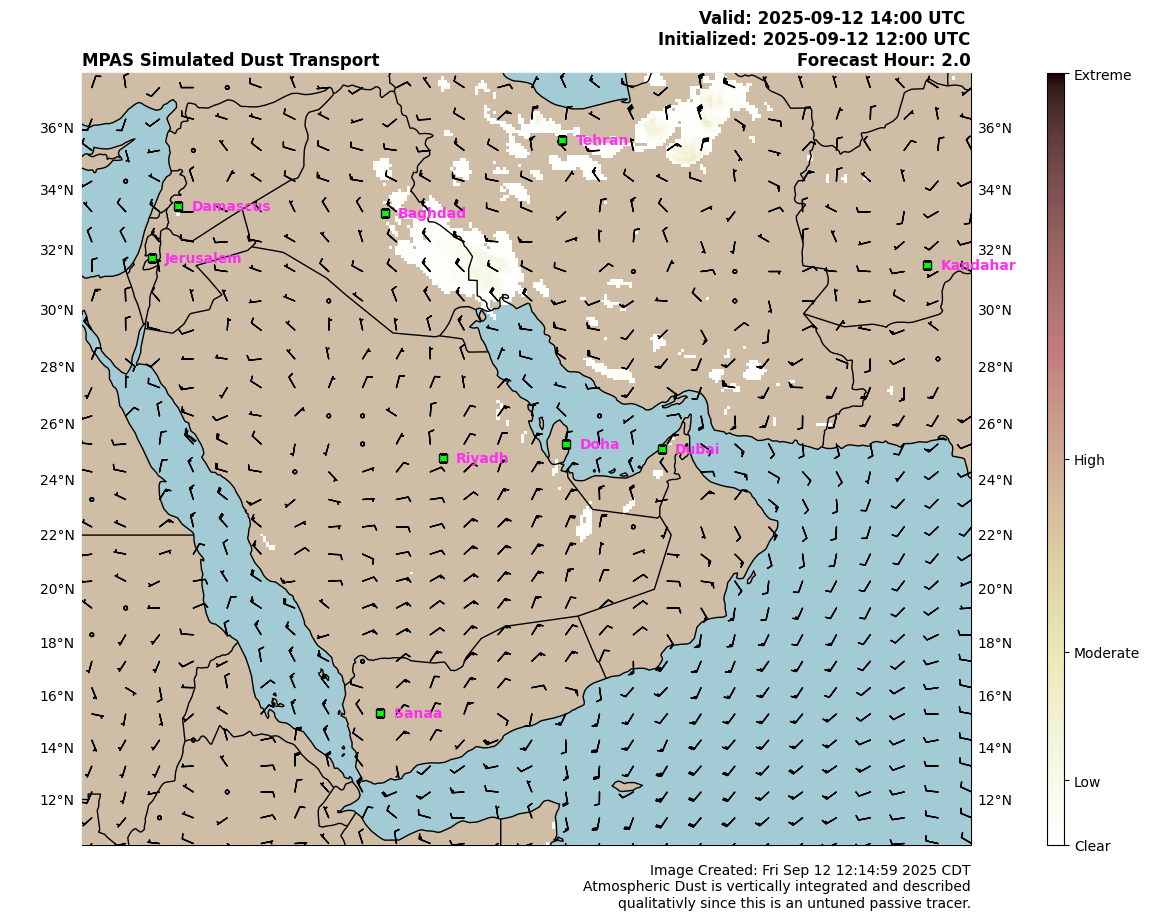 Valid: 2025-09-12 14:00 UTC
Initialized: 2025-09-12 12:00 UTC
MPAS Simulated Dust Transport
Forecast Hour: 2.0
Extreme
36°N
36°N
Tehran
34°N
34°N
Damascus
Baghdad
32°N
32°N
Jerusalem
Kandahar
30°N
30°N
28°N
28°N
26°N
26°N
Doha
Dubai
Riyadh
High
24°N
24°N
22°N
22°N
20°N
20°N
18°N
18°N
Moderate
16°N
16°N
Sanaa
14°N
14°N
Low
12°N
12°N
Clear
Image Created: Fri Sep 12 12:14:59 2025 CDT
Atmospheric Dust is vertically integrated and described
qualitativly since this is an untuned passive tracer.